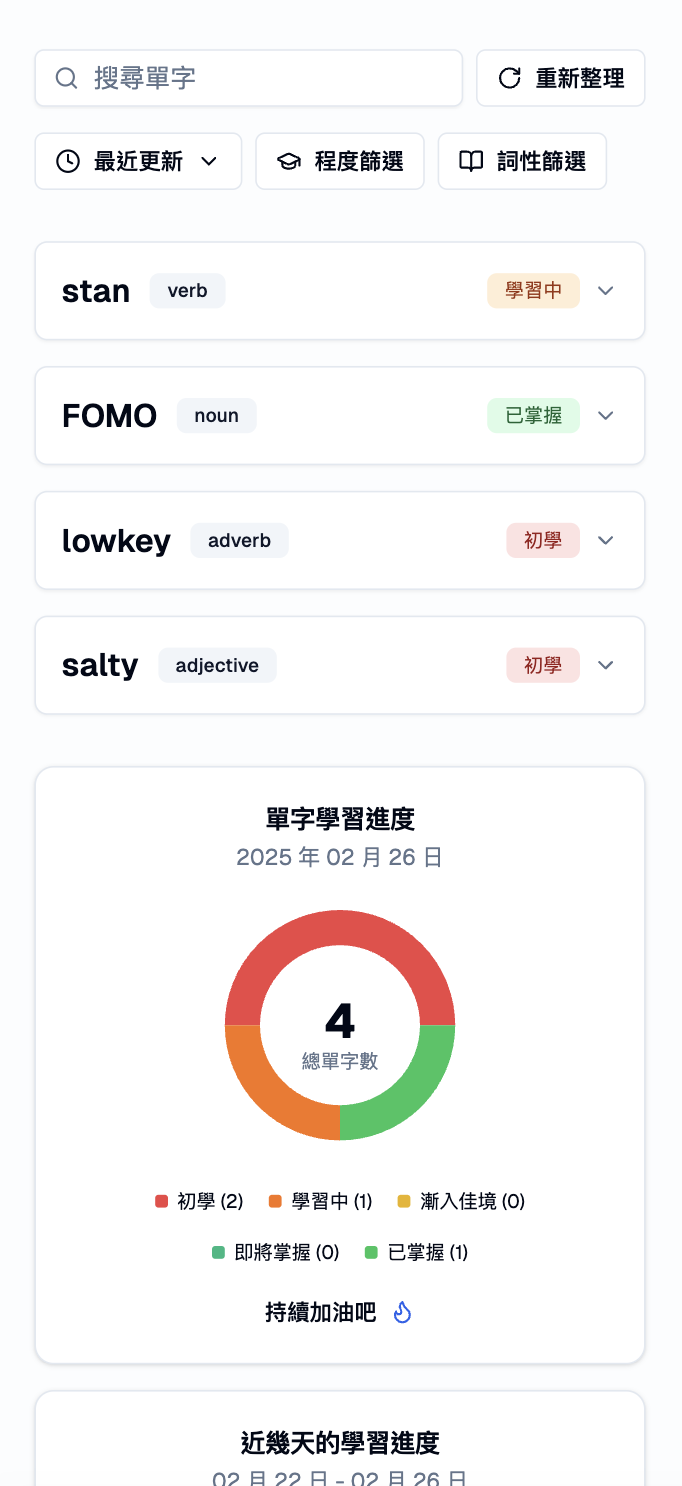 搜尋單字 重新整理
最近更新 程度篩選 詞性篩選
stan verb 學習中
FOMO noun 已掌握
lowkey adverb 初學
salty adjective 初學
單字學習進度
2025 年 02 月 26 日
4
總單字數
初學 (2) 學習中 (1) 漸入佳境 (0)
即將掌握 (0) 已掌握 (1)
持續加油吧
近幾天的學習進度
02 月 22 日 - 02 月 26 日